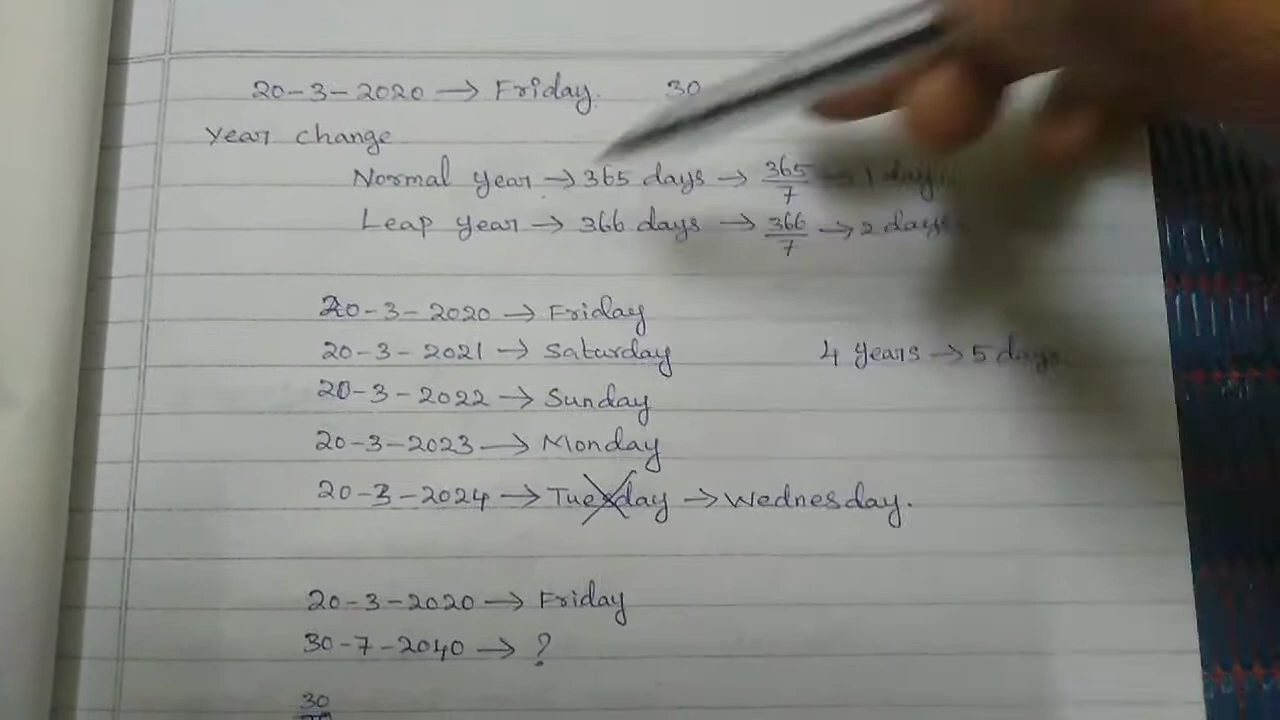 20-3-2020 → Friday. 30
Year change
Normal year → 365 days → 365/7 → 1 day
Leap year → 366 days → 366/7 → 2 days
20-3-2020 → Friday
20-3-2021 → Saturday
4 years → 5 days.
20-3-2022 → Sunday
20-3-2023 → Monday
20-3-2024 → Tuesday → Wednesday.
20-3-2020 → Friday
30-7-2040 → ?
30